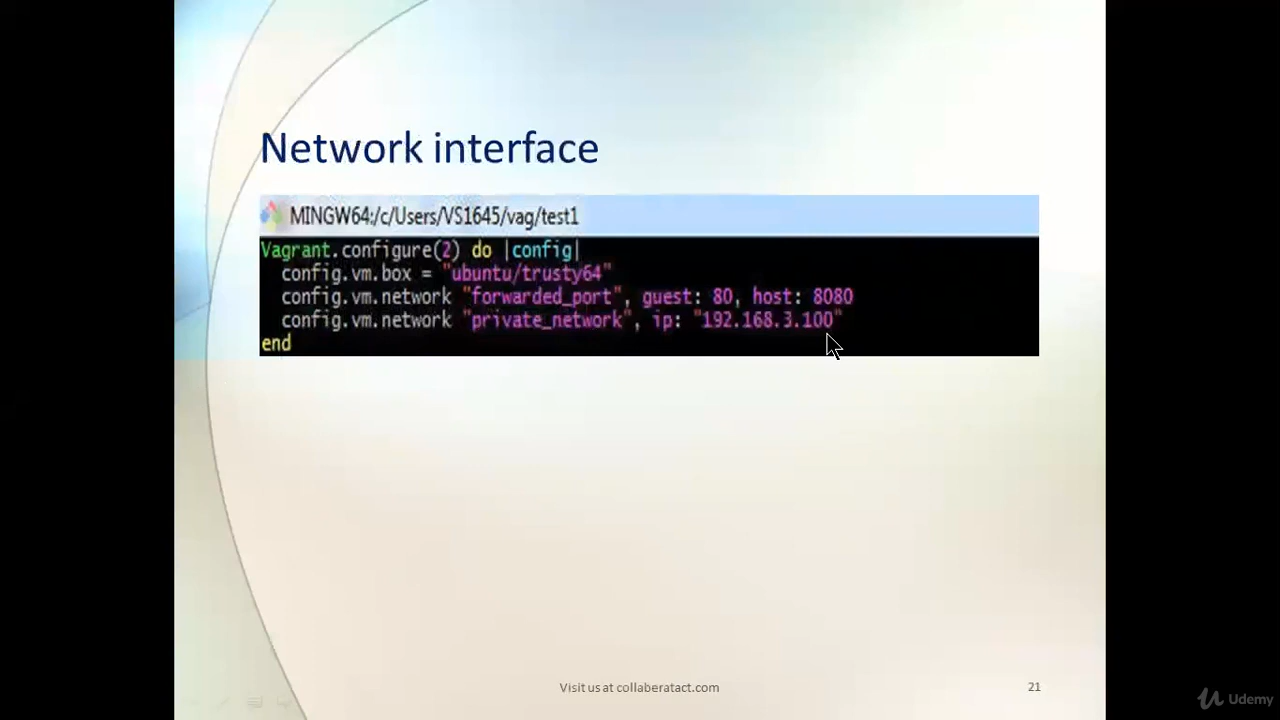 Network interface
MINGW64:/c/Users/VS1645/vag/test1
Vagrant.configure(2) do |config|
  config.vm.box = "ubuntu/trusty64"
  config.vm.network "forwarded_port", guest: 80, host: 8080
  config.vm.network "private_network", ip: "192.168.3.100"
end
Visit us at collaberatact.com
21
Udemy